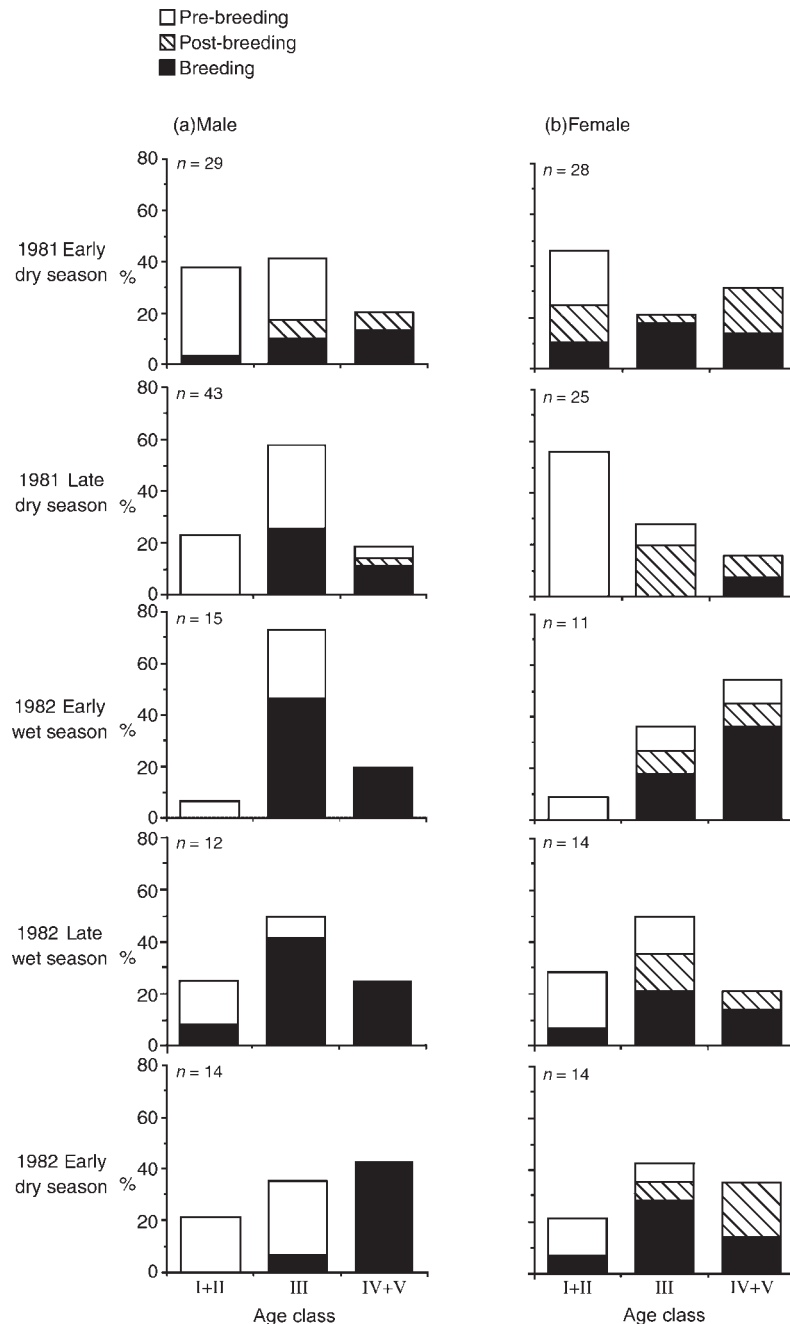 Pre-breeding
Post-breeding
Breeding
(a)Male
(b)Female
1981 Early
dry season
%
80
60
40
20
0
n = 29
n = 28
1981 Late
dry season
%
80
60
40
20
0
n = 43
n = 25
1982 Early
wet season
%
80
60
40
20
0
n = 15
n = 11
1982 Late
wet season
%
80
60
40
20
0
n = 12
n = 14
1982 Early
dry season
%
80
60
40
20
0
n = 14
n = 14
I+II III IV+V
I+II III IV+V
Age class
Age class